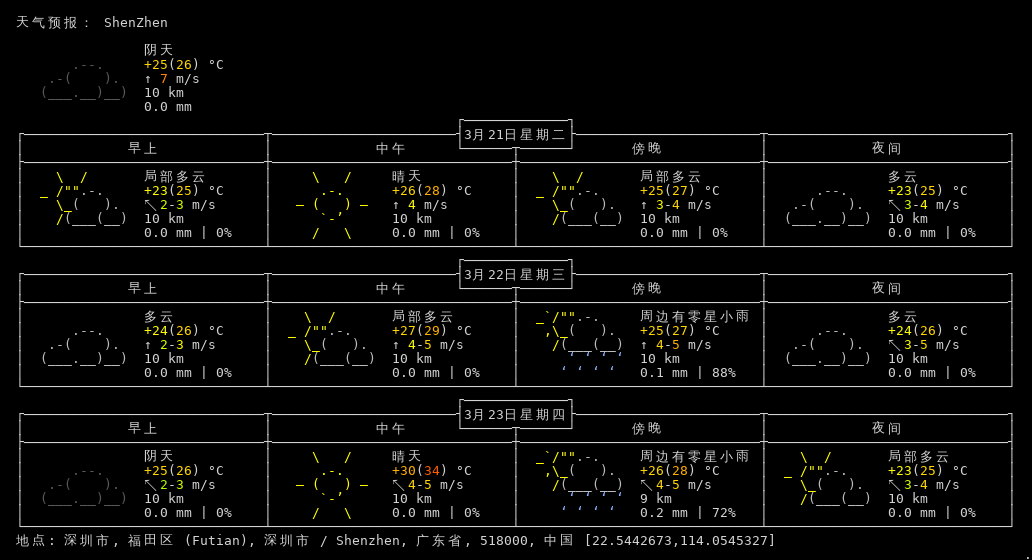 天气预报: ShenZhen
阴天
+25(26) °C
↑ 7 m/s
10 km
0.0 mm
3月21日星期二
早上 中午 傍晚 夜间
局部多云 晴天 局部多云 多云
+23(25) °C +26(28) °C +25(27) °C +23(25) °C
↖ 2-3 m/s ↑ 4 m/s ↑ 3-4 m/s ↖ 3-4 m/s
10 km 10 km 10 km 10 km
0.0 mm | 0% 0.0 mm | 0% 0.0 mm | 0% 0.0 mm | 0%
3月22日星期三
早上 中午 傍晚 夜间
多云 局部多云 周边有零星小雨 多云
+24(26) °C +27(29) °C +25(27) °C +24(26) °C
↑ 2-3 m/s ↑ 4-5 m/s ↑ 4-5 m/s ↖ 3-5 m/s
10 km 10 km 10 km 10 km
0.0 mm | 0% 0.0 mm | 0% 0.1 mm | 88% 0.0 mm | 0%
3月23日星期四
早上 中午 傍晚 夜间
阴天 晴天 周边有零星小雨 局部多云
+25(26) °C +30(34) °C +26(28) °C +23(25) °C
↖ 2-3 m/s ↖ 4-5 m/s ↖ 4-5 m/s ↖ 3-4 m/s
10 km 10 km 9 km 10 km
0.0 mm | 0% 0.0 mm | 0% 0.2 mm | 72% 0.0 mm | 0%
地点: 深圳市, 福田区 (Futian), 深圳市 / Shenzhen, 广东省, 518000, 中国 [22.5442673,114.0545327]